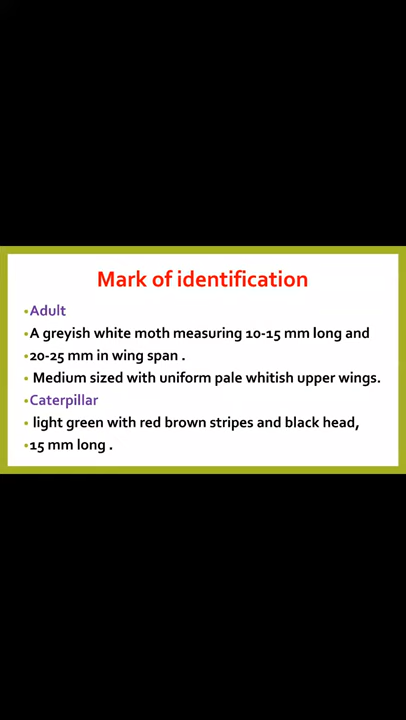 Mark of identification
•Adult
•A greyish white moth measuring 10-15 mm long and
•20-25 mm in wing span .
• Medium sized with uniform pale whitish upper wings.
•Caterpillar
• light green with red brown stripes and black head,
•15 mm long .